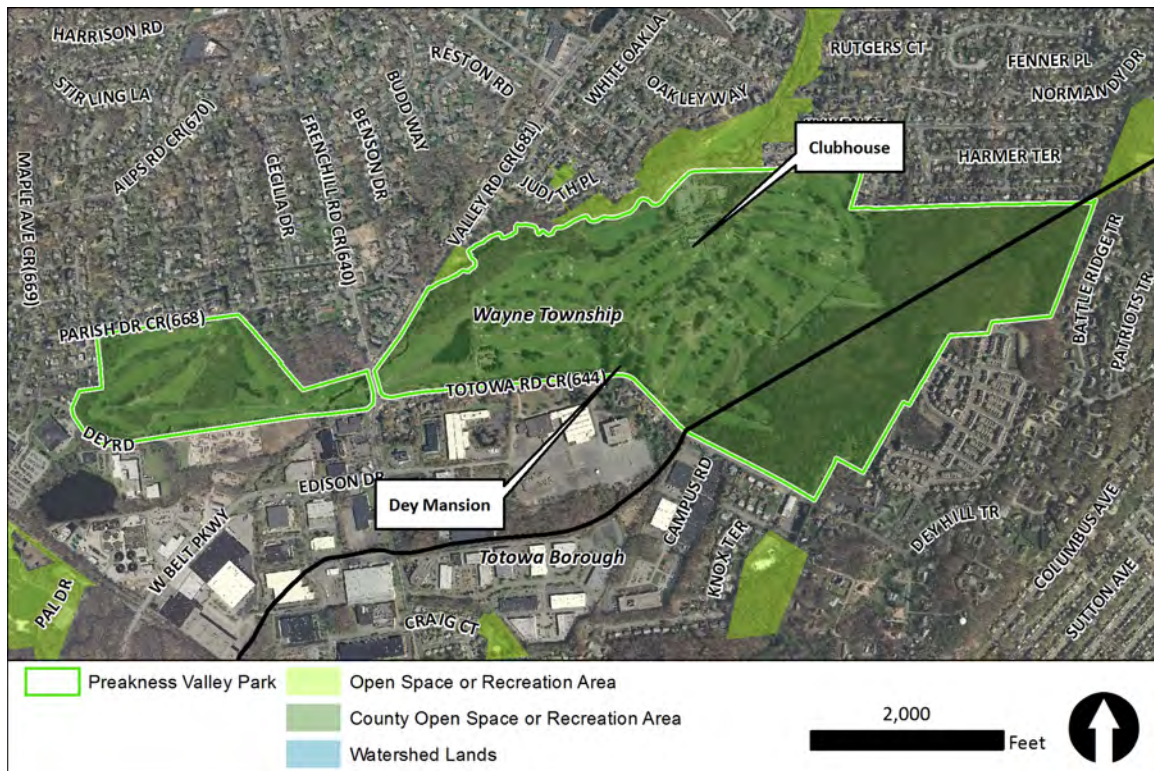 HARRISON RD
STIRLING LA
ALPS RD CR(670)
MAPLE AVE CR(669)
CECILIA DR
FRENCHILL RD CR(640)
BENSON DR
BUDD WAY
RESTON RD
VALLEY RD CR(681)
WHITE OAK LA
OAKLEY WAY
JUDITH PL
RUTGERS CT
FENNER PL
NORMANDY DR
HARMER TER
Clubhouse
BATTLE RIDGE TR
PATRIOTS TR
PARISH DR CR(668)
Wayne Township
TOTOWA RD CR(644)
DEY RD
EDISON DR
Dey Mansion
W BELT PKWY
Totowa Borough
CAMPUS RD
KNOX TER
DEYHILL TR
COLUMBUS AVE
SUTTON AVE
PAL DR
CRAIG CT
Preakness Valley Park
Open Space or Recreation Area
County Open Space or Recreation Area
Watershed Lands
2,000
Feet